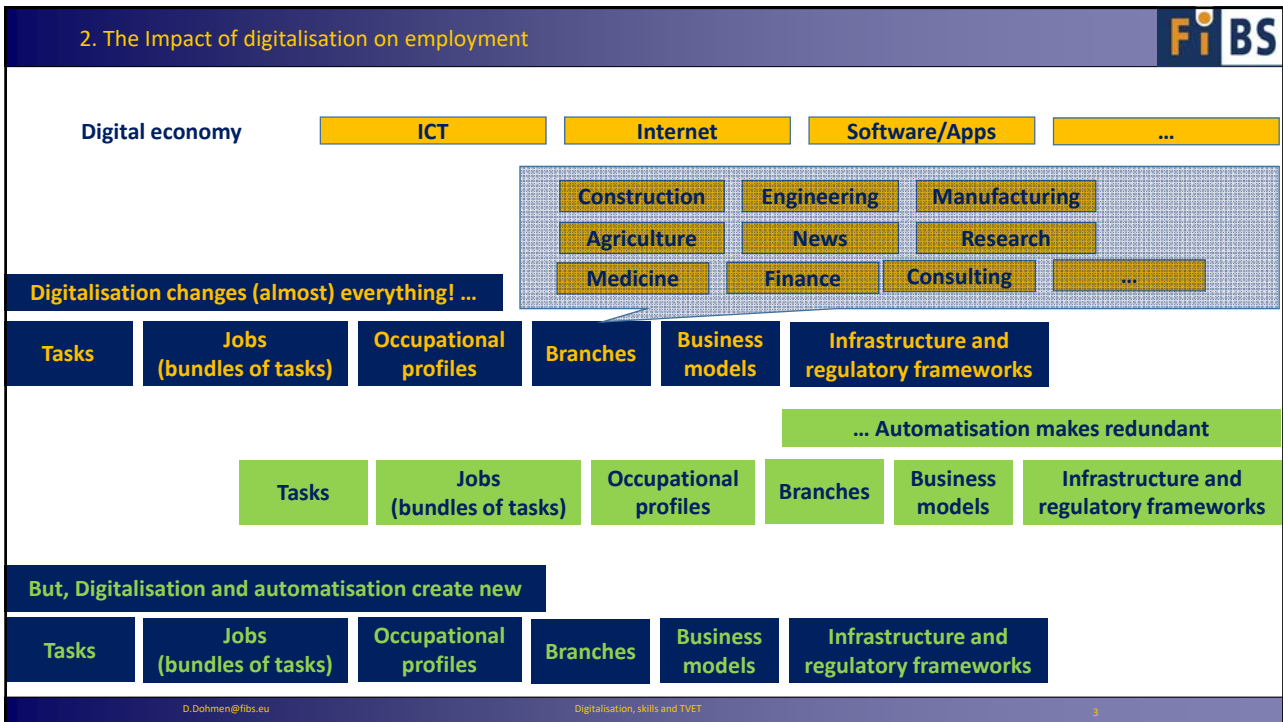 2. The Impact of digitalisation on employment
FiBS
Digital economy
ICT
Internet
Software/Apps
...
Construction
Engineering
Manufacturing
Agriculture
News
Research
Medicine
Finance
Consulting
...
Digitalisation changes (almost) everything! ...
Tasks
Jobs
(bundles of tasks)
Occupational
profiles
Branches
Business
models
Infrastructure and
regulatory frameworks
... Automatisation makes redundant
Tasks
Jobs
(bundles of tasks)
Occupational
profiles
Branches
Business
models
Infrastructure and
regulatory frameworks
But, Digitalisation and automatisation create new
Tasks
Jobs
(bundles of tasks)
Occupational
profiles
Branches
Business
models
Infrastructure and
regulatory frameworks
D.Dohmen@fibs.eu
Digitalisation, skills and TVET
3